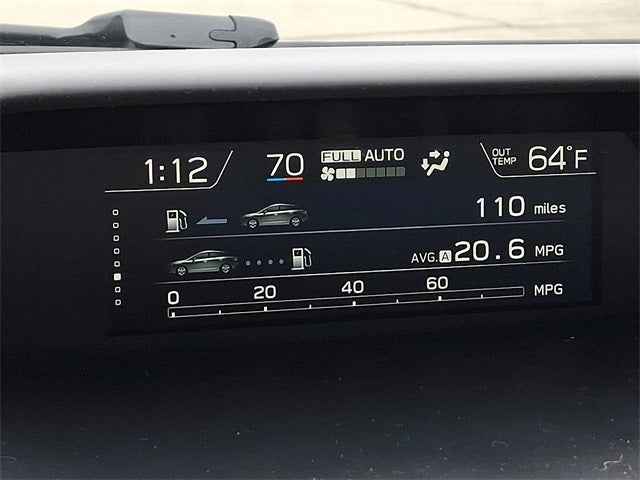 1:12 70 FULL AUTO OUT TEMP 64°F
110 miles
AVG. A 20.6 MPG
0 20 40 60 MPG